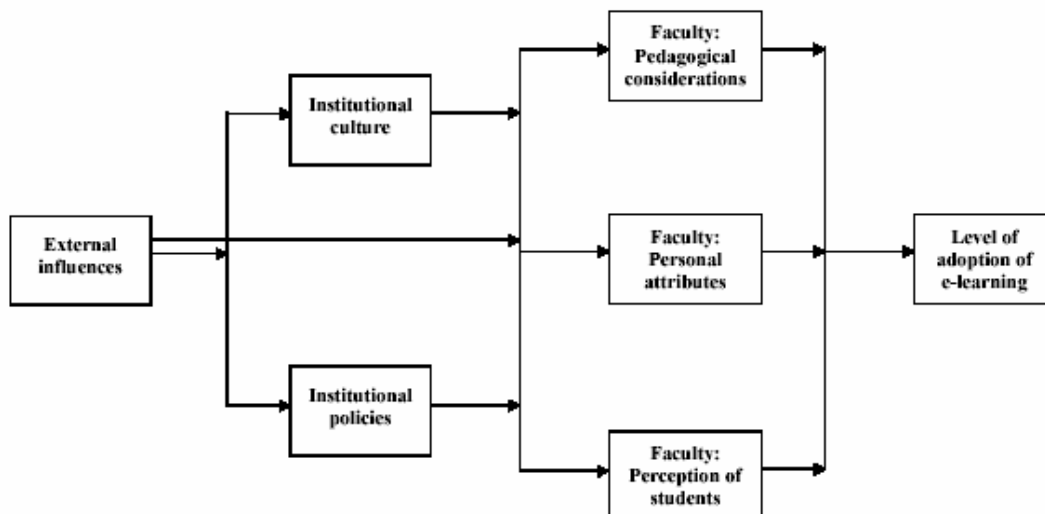 External
influences
Institutional
culture
Institutional
policies
Faculty:
Pedagogical
considerations
Faculty:
Personal
attributes
Faculty:
Perception of
students
Level of
adoption of
e-learning